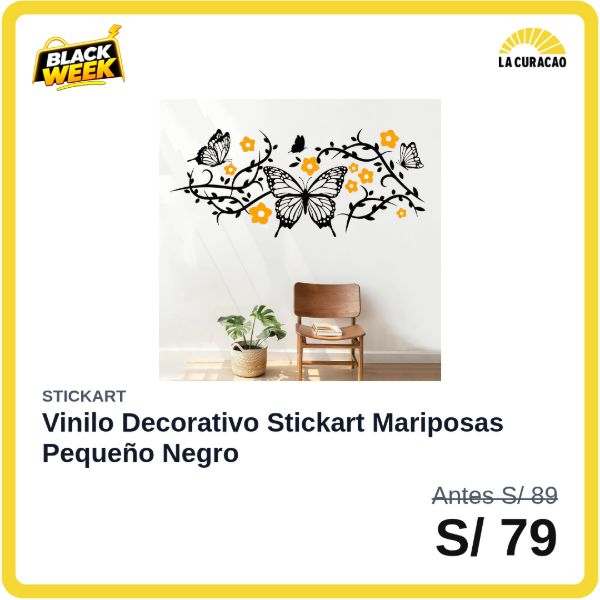 BLACK
WEEK
LA CURACAO
STICKART
Vinilo Decorativo Stickart Mariposas
Pequeño Negro
Antes S/ 89
S/ 79